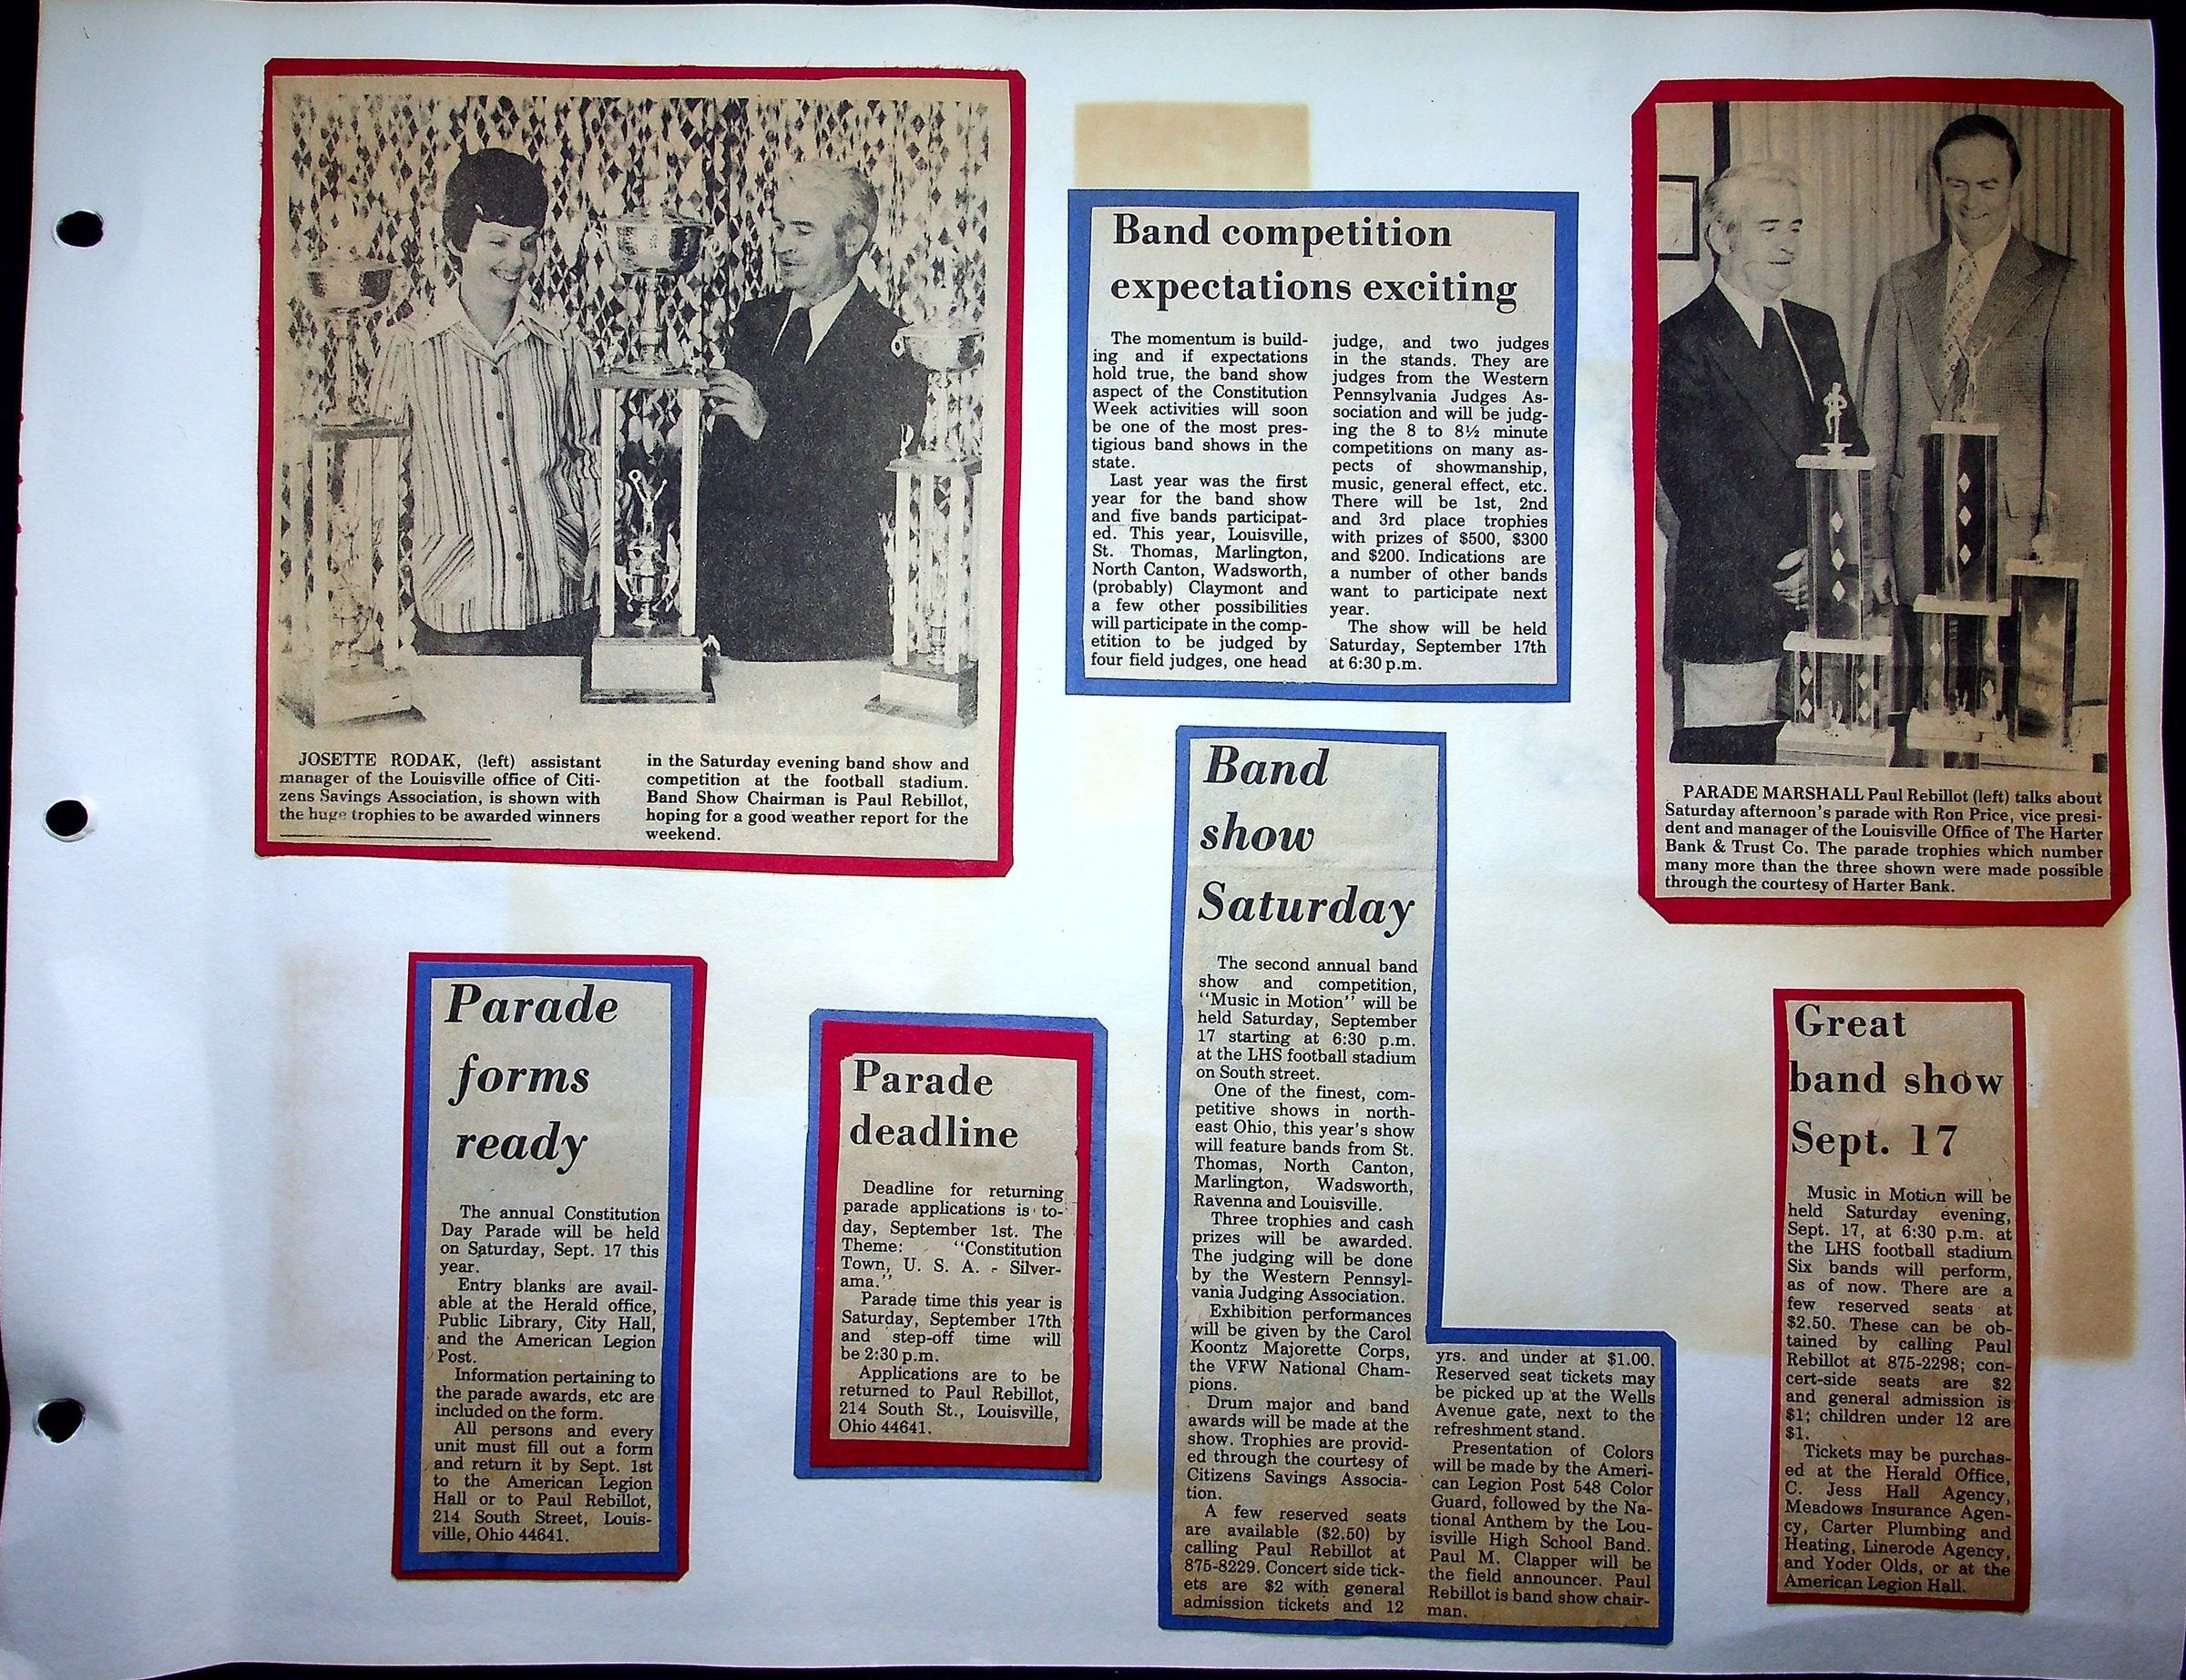 JOSETTE RODAK, (left) assistant
manager of the Louisville office of Citi-
zens Savings Association, is shown with
the huge trophies to be awarded winners
in the Saturday evening band show and
competition at the football stadium.
Band Show Chairman is Paul Rebillot,
hoping for a good weather report for the
weekend.
Band competition
expectations exciting
The momentum is build-
ing and if expectations
hold true, the band show
aspect of the Constitution
Week activities will soon
be one of the most pres-
tigious band shows in the
state.
Last year was the first
year for the band show
and five bands participat-
ed. This year, Louisville,
St. Thomas, Marlington,
North Canton, Wadsworth,
(probably) Claymont and
a few other possibilities
will participate in the comp-
etition to be judged by
four field judges, one head
judge, and two judges
in the stands. They are
judges from the Western
Pennsylvania Judges As-
sociation and will be judg-
ing the 8 to 8½ minute
competitions on many as-
pects of showmanship,
music, general effect, etc.
There will be 1st, 2nd
and 3rd place trophies
with prizes of $500, $300
and $200. Indications are
a number of other bands
want to participate next
year.
The show will be held
Saturday, September 17th
at 6:30 p.m.
PARADE MARSHALL Paul Rebillot (left) talks about
Saturday afternoon's parade with Ron Price, vice presi-
dent and manager of the Louisville Office of The Harter
Bank & Trust Co. The parade trophies which number
many more than the three shown were made possible
through the courtesy of Harter Bank.
Parade
forms
ready
The annual Constitution
Day Parade will be held
on Saturday, Sept. 17 this
year.
Entry blanks are avail-
able at the Herald office,
Public Library, City Hall,
and the American Legion
Post.
Information pertaining to
the parade awards, etc are
included on the form.
All persons and every
unit must fill out a form
and return it by Sept. 1st
to the American Legion
Hall or to Paul Rebillot,
214 South Street, Louis-
ville, Ohio 44641.
Parade
deadline
Deadline for returning
parade applications is to-
day, September 1st. The
Theme: "Constitution
Town, U. S. A. - Silver-
ama."
Parade time this year is
Saturday, September 17th
and step-off time will
be 2:30 p.m.
Applications are to be
returned to Paul Rebillot,
214 South St., Louisville,
Ohio 44641.
Band
show
Saturday
The second annual band
show and competition,
"Music in Motion" will be
held Saturday, September
17 starting at 6:30 p.m.
at the LHS football stadium
on South street.
One of the finest, com-
petitive shows in north-
east Ohio, this year's show
will feature bands from St.
Thomas, North Canton,
Marlington, Wadsworth,
Ravenna and Louisville.
Three trophies and cash
prizes will be awarded.
The judging will be done
by the Western Pennsyl-
vania Judging Association.
Exhibition performances
will be given by the Carol
Koontz Majorette Corps,
the VFW National Cham-
pions.
Drum major and band
awards will be made at the
show. Trophies are provid-
ed through the courtesy of
Citizens Savings Associa-
tion.
A few reserved seats
are available ($2.50) by
calling Paul Rebillot at
875-8229. Concert side tick-
ets are $2 with general
admission tickets and 12
yrs. and under at $1.00.
Reserved seat tickets may
be picked up at the Wells
Avenue gate, next to the
refreshment stand.
Presentation of Colors
will be made by the Ameri-
can Legion Post 548 Color
Guard, followed by the Na-
tional Anthem by the Lou-
isville High School Band.
Paul M. Clapper will be
the field announcer. Paul
Rebillot is band show chair-
man.
Great
band show
Sept. 17
Music in Motion will be
held Saturday evening,
Sept. 17, at 6:30 p.m. at
the LHS football stadium
Six bands will perform,
as of now. There are a
few reserved seats at
$2.50. These can be ob-
tained by calling Paul
Rebillot at 875-2298; con-
cert-side seats are $2
and general admission is
$1; children under 12 are
$1.
Tickets may be purchas-
ed at the Herald Office,
C. Jess Hall Agency,
Meadows Insurance Agen-
cy, Carter Plumbing and
Heating, Linerode Agency,
and Yoder Olds, or at the
American Legion Hall.